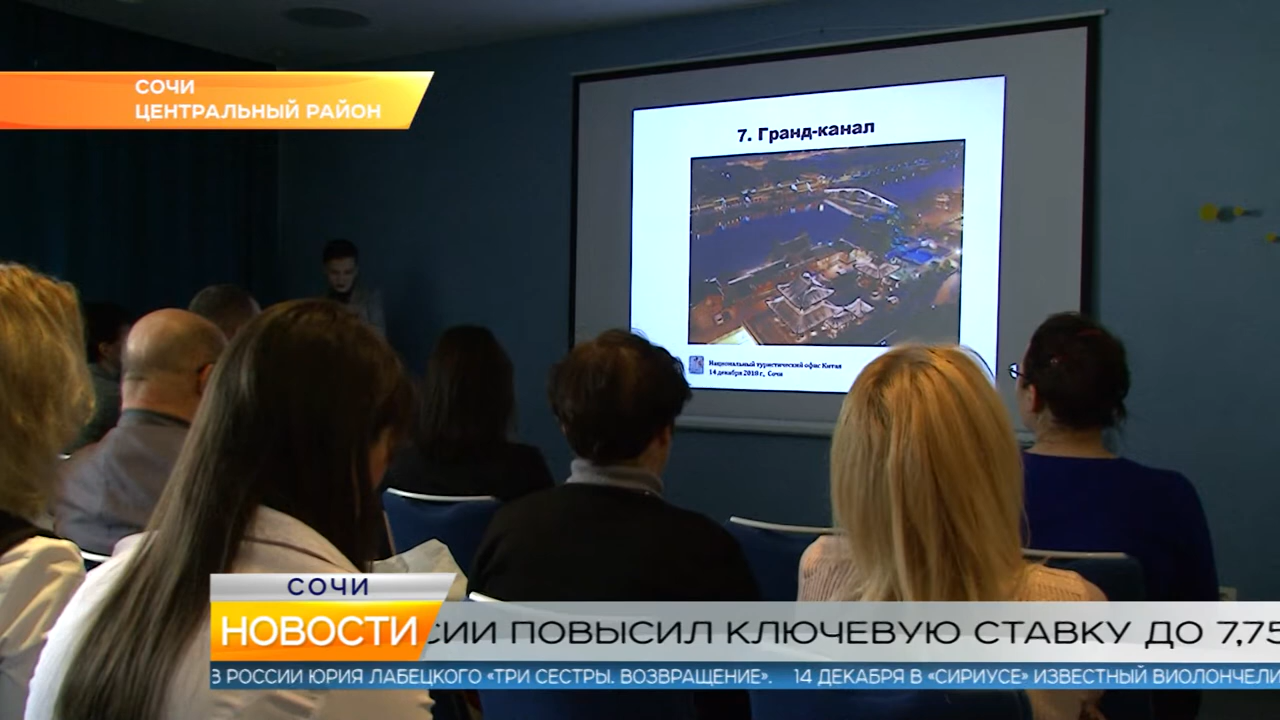 СОЧИ
ЦЕНТРАЛЬНЫЙ РАЙОН
7. Гранд-канал
Национальный туристический офис Китая
14 декабря 2018 г., Сочи
СОЧИ
НОВОСТИ
СИИ ПОВЫСИЛ КЛЮЧЕВУЮ СТАВКУ ДО 7,75
В РОССИИ ЮРИЯ ЛАБЕЦКОГО «ТРИ СЕСТРЫ. ВОЗВРАЩЕНИЕ». 14 ДЕКАБРЯ В «СИРИУСЕ» ИЗВЕСТНЫЙ ВИОЛОНЧЕЛИ